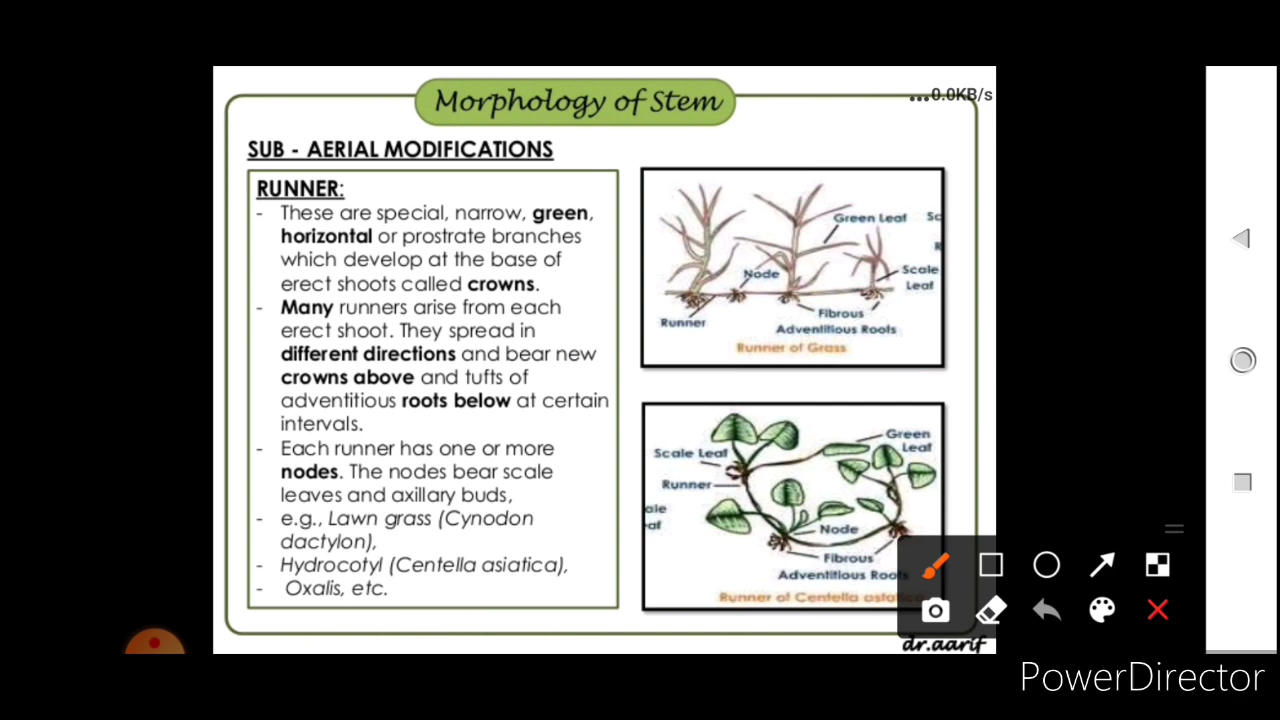 Morphology of Stem
...0.0KB/s
SUB - AERIAL MODIFICATIONS
RUNNER:
- These are special, narrow, green,
horizontal or prostrate branches
which develop at the base of
erect shoots called crowns.
- Many runners arise from each
erect shoot. They spread in
different directions and bear new
crowns above and tufts of
adventitious roots below at certain
intervals.
- Each runner has one or more
nodes. The nodes bear scale
leaves and axillary buds,
- e.g., Lawn grass (Cynodon
dactylon),
- Hydrocotyl (Centella asiatica),
- Oxalis, etc.
Green Leaf
Sc
R
Node
Scale
Leaf
Runner
Fibrous
Adventitious Roots
Runner of Grass
Green
Leaf
Scale Leaf
Runner
ale
af
Node
Fibrous
Adventitious Roots
Runner of Centella
dr.aarif
PowerDirector